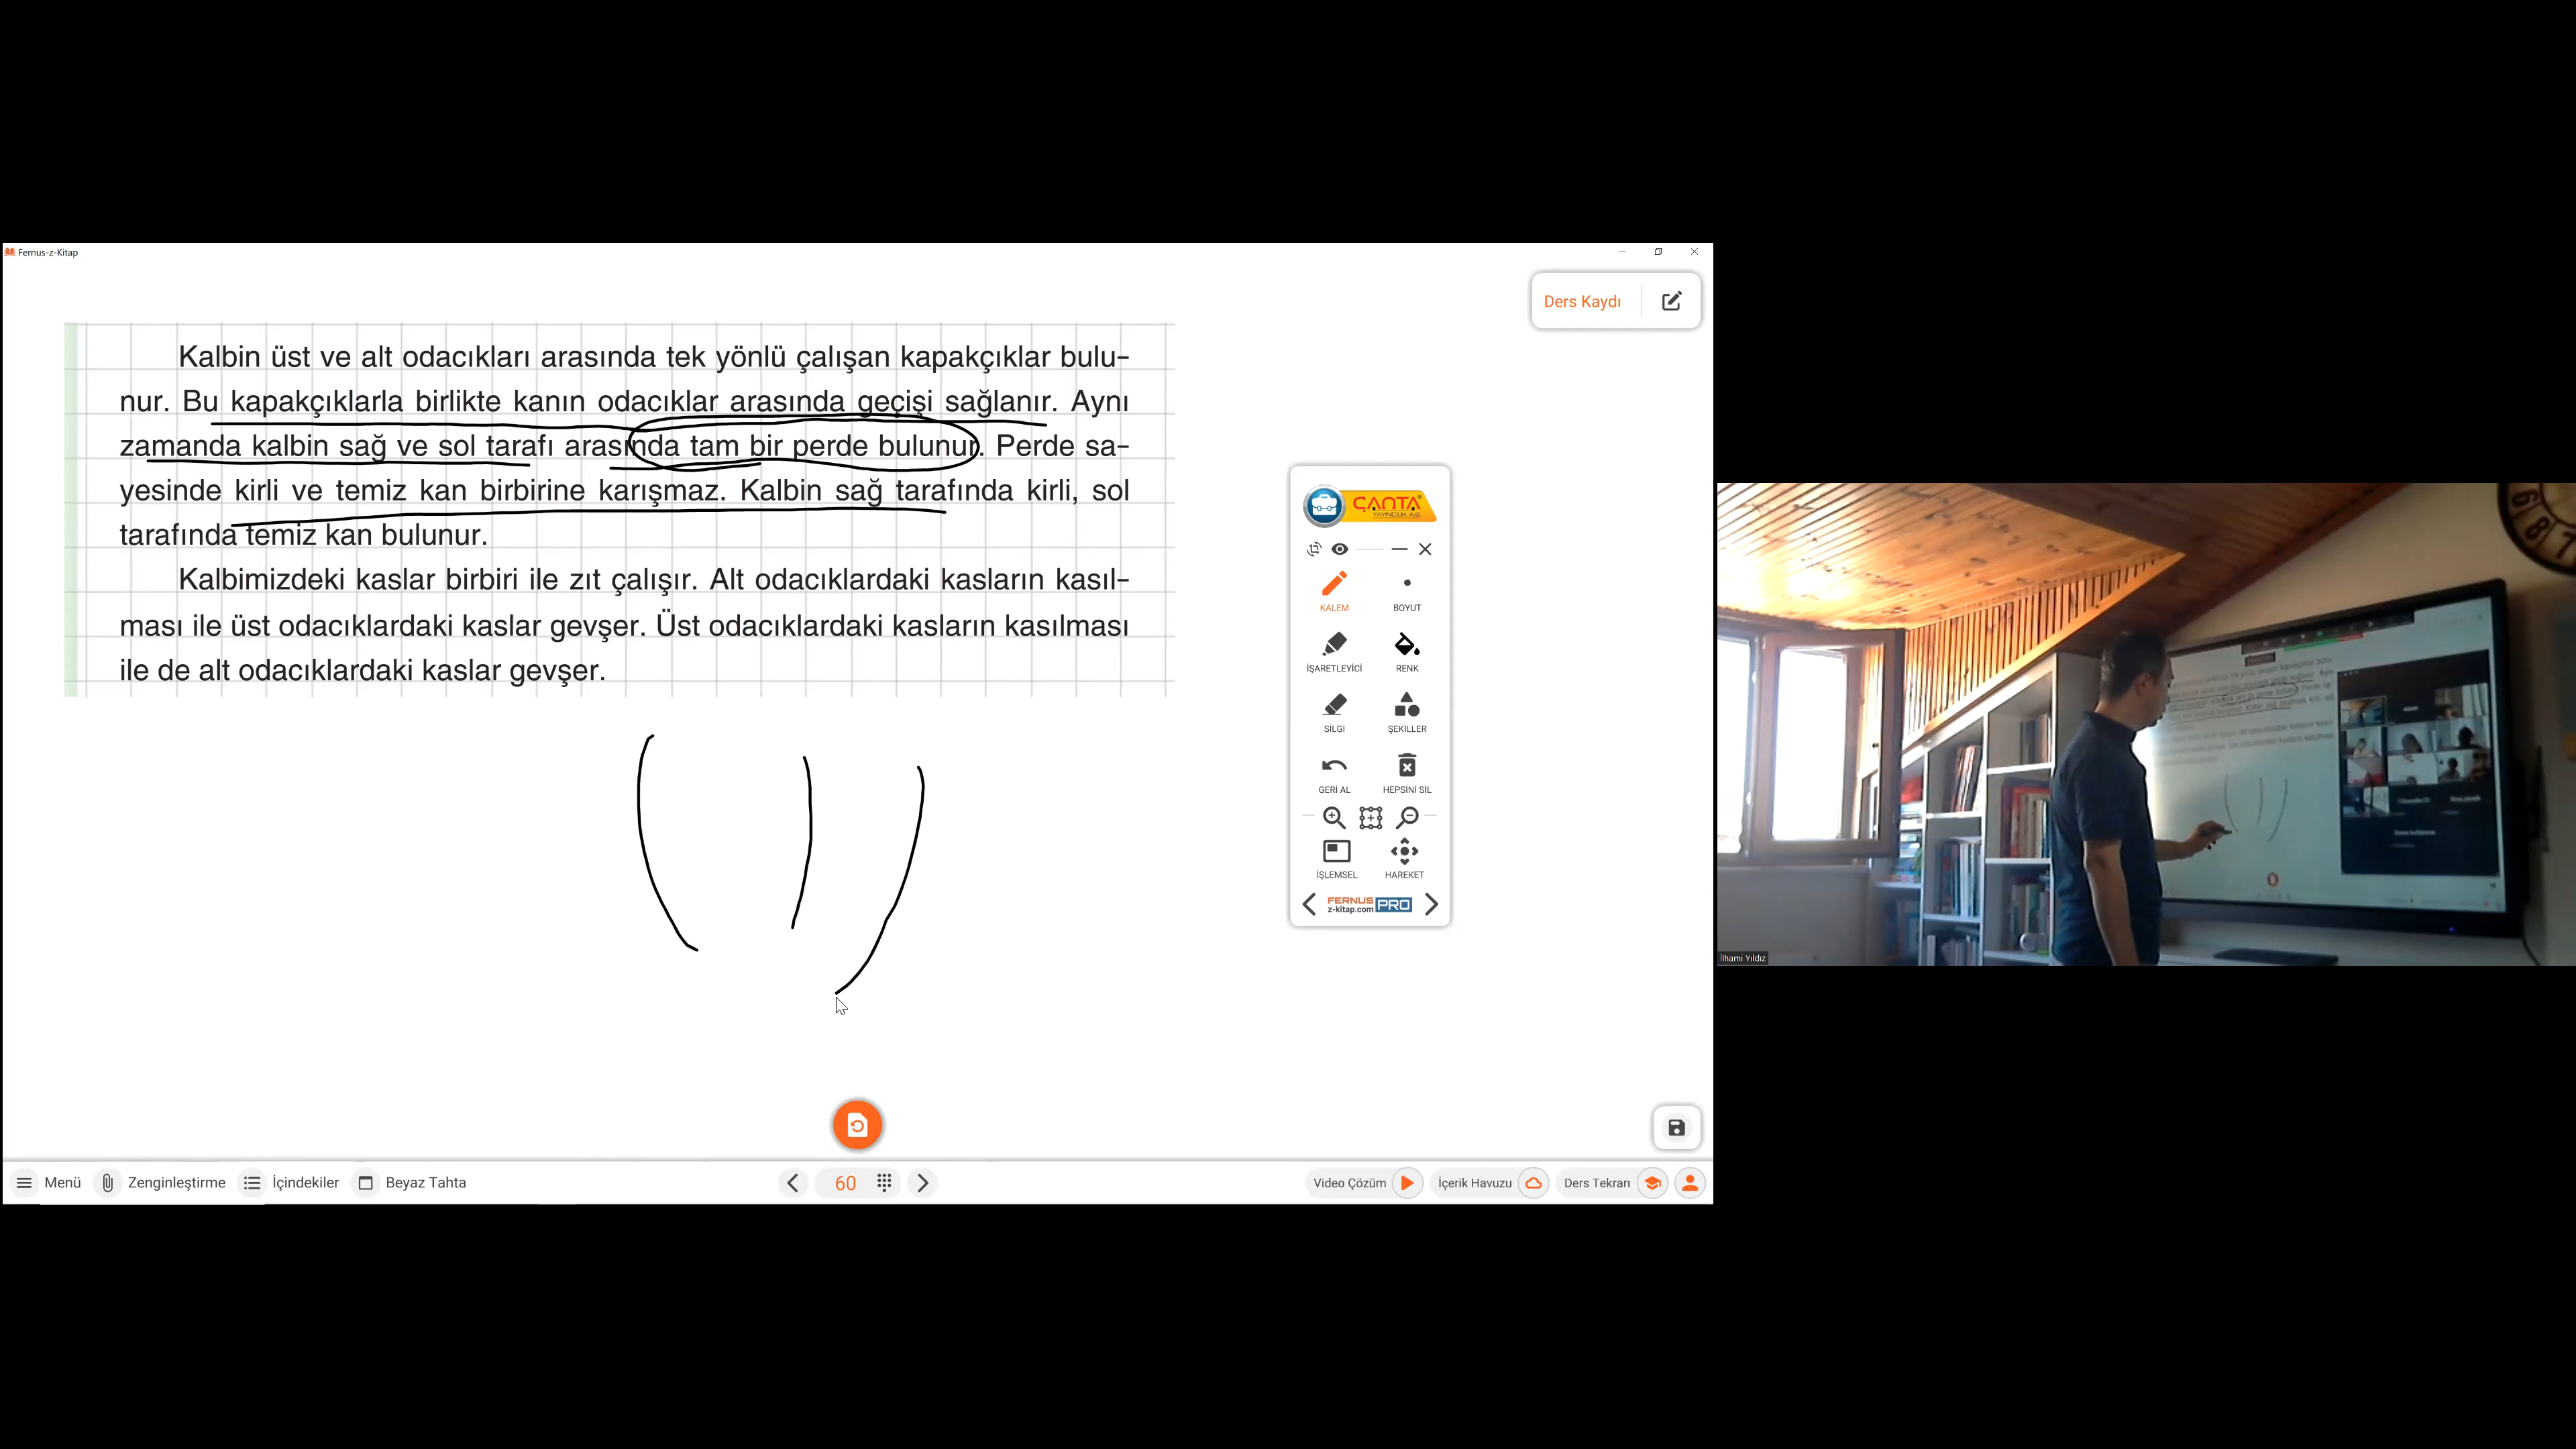 Fernus-z-Kitap
Ders Kaydı
Kalbin üst ve alt odacıkları arasında tek yönlü çalışan kapakçıklar bulu-
nur. Bu kapakçıklarla birlikte kanın odacıklar arasında geçişi sağlanır. Aynı
zamanda kalbin sağ ve sol tarafı arasında tam bir perde bulunur. Perde sa-
yesinde kirli ve temiz kan birbirine karışmaz. Kalbin sağ tarafında kirli, sol
tarafında temiz kan bulunur.
Kalbimizdeki kaslar birbiri ile zıt çalışır. Alt odacıklardaki kasların kasıl-
ması ile üst odacıklardaki kaslar gevşer. Üst odacıklardaki kasların kasılması
ile de alt odacıklardaki kaslar gevşer.
ÇANTA
YAYINCILIK A.Ş.
KALEM BOYUT
İŞARETLEYİCİ RENK
SİLGİ ŞEKİLLER
GERİ AL HEPSİNİ SİL
İŞLEMSEL HAREKET
FERNUS PRO
z-kitap.com
Menü Zenginleştirme İçindekiler Beyaz Tahta 60 Video Çözüm İçerik Havuzu Ders Tekrarı
İlhami Yıldız
6 8 7